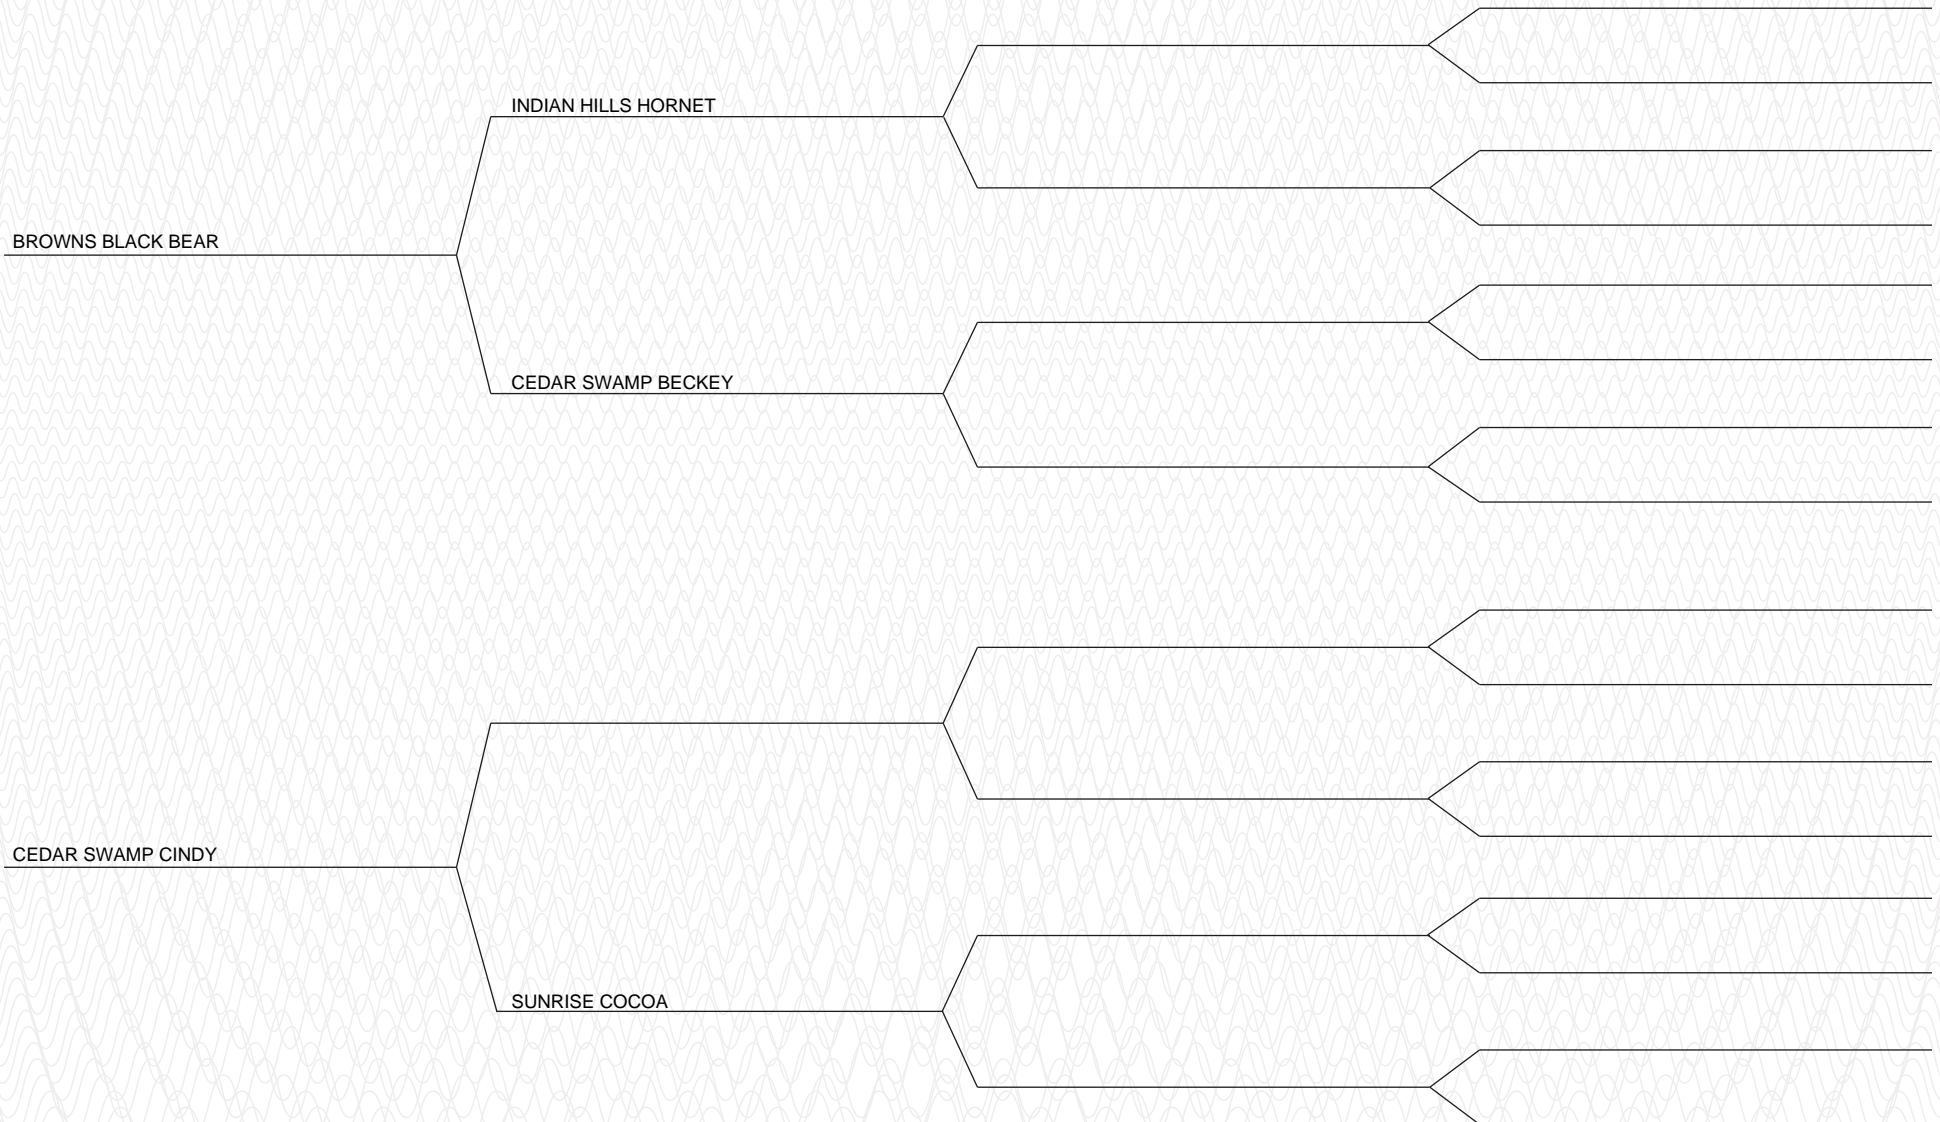 INDIAN HILLS HORNET
BROWNS BLACK BEAR
CEDAR SWAMP BECKEY
CEDAR SWAMP CINDY
SUNRISE COCOA